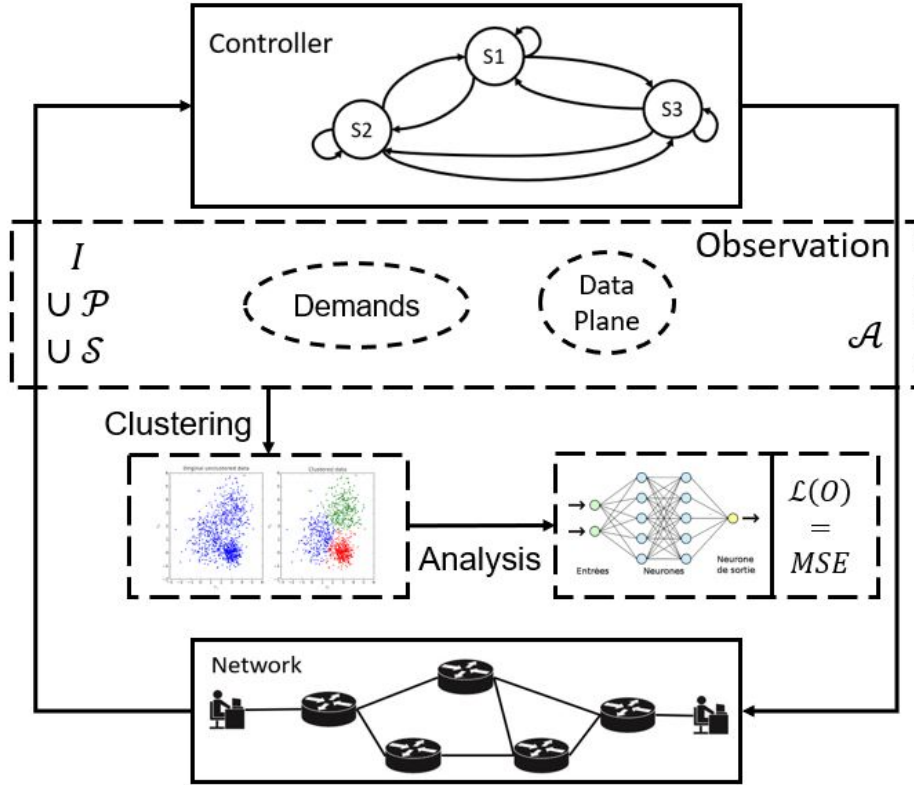 Controller
S1
S2
S3
Observation
I
∪ 𝒫
∪ 𝒮
Demands
Data
Plane
𝒜
Clustering
Original unclustered data
Clustered data
Analysis
Entrées
Neurones
Neurone
de sortie
ℒ(O)
=
MSE
Network